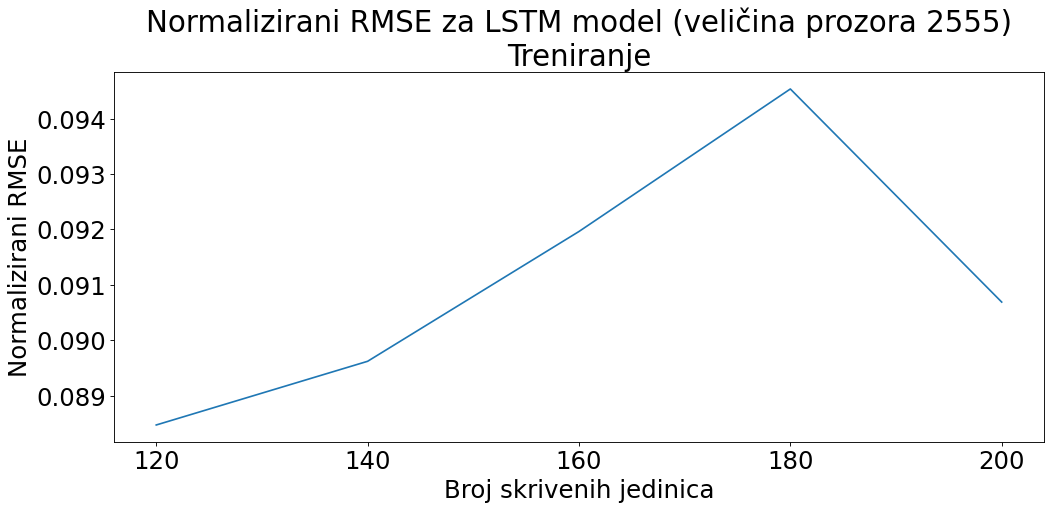 Normalizirani RMSE za LSTM model (veličina prozora 2555)
Treniranje
0.094
0.093
0.092
0.091
0.090
0.089
Normalizirani RMSE
120 140 160 180 200
Broj skrivenih jedinica